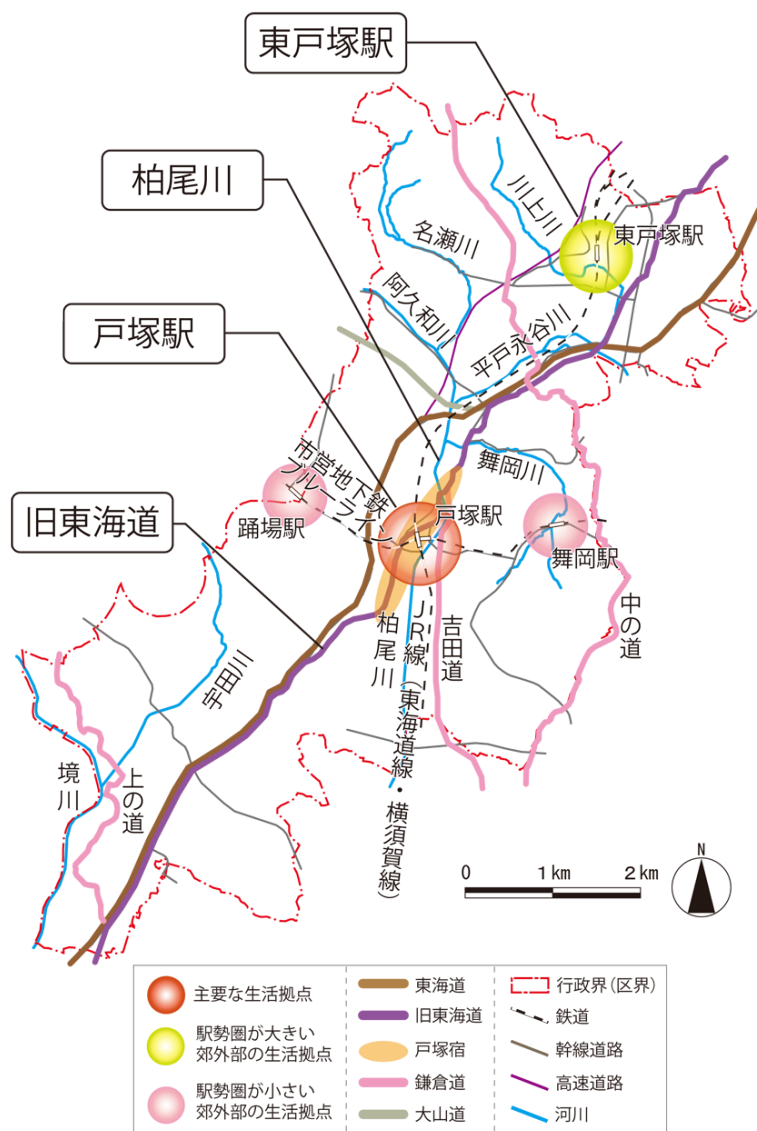 東戸塚駅
柏尾川
戸塚駅
旧東海道
川上川
名瀬川
東戸塚駅
阿久和川
平戸永谷川
舞岡川
市営地下鉄
ブルーライン
踊場駅
戸塚駅
舞岡駅
中の道
吉田道
柏尾川
JR線(東海道線・横須賀線)
宇田川
境川
上の道
0 1km 2km
N
主要な生活拠点
駅勢圏が大きい
郊外部の生活拠点
駅勢圏が小さい
郊外部の生活拠点
東海道
旧東海道
戸塚宿
鎌倉道
大山道
行政界(区界)
鉄道
幹線道路
高速道路
河川